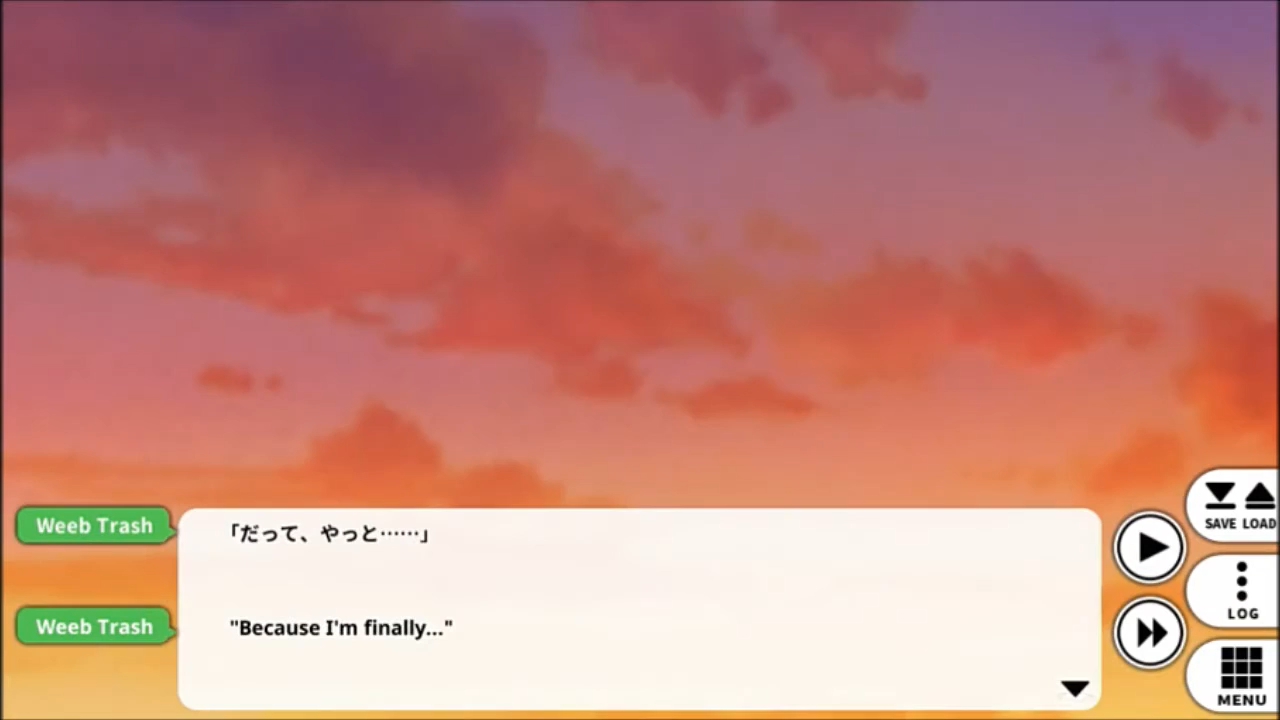 Weeb Trash
「だって、やっと……」
Weeb Trash
"Because I'm finally..."
SAVE LOAD
LOG
MENU